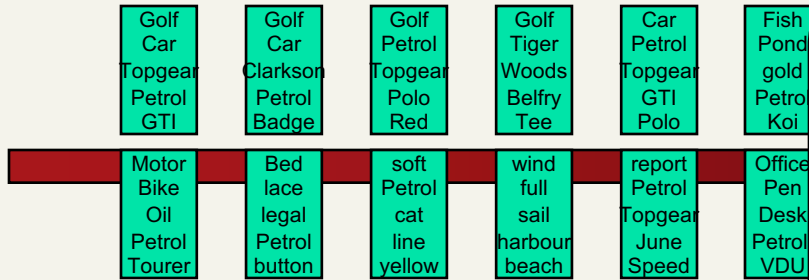 Golf
Car
Topgear
Petrol
GTI
Golf
Car
Clarkson
Petrol
Badge
Golf
Petrol
Topgear
Polo
Red
Golf
Tiger
Woods
Belfry
Tee
Car
Petrol
Topgear
GTI
Polo
Fish
Pond
gold
Petrol
Koi
Motor
Bike
Oil
Petrol
Tourer
Bed
lace
legal
Petrol
button
soft
Petrol
cat
line
yellow
wind
full
sail
harbour
beach
report
Petrol
Topgear
June
Speed
Office
Pen
Desk
Petrol
VDU